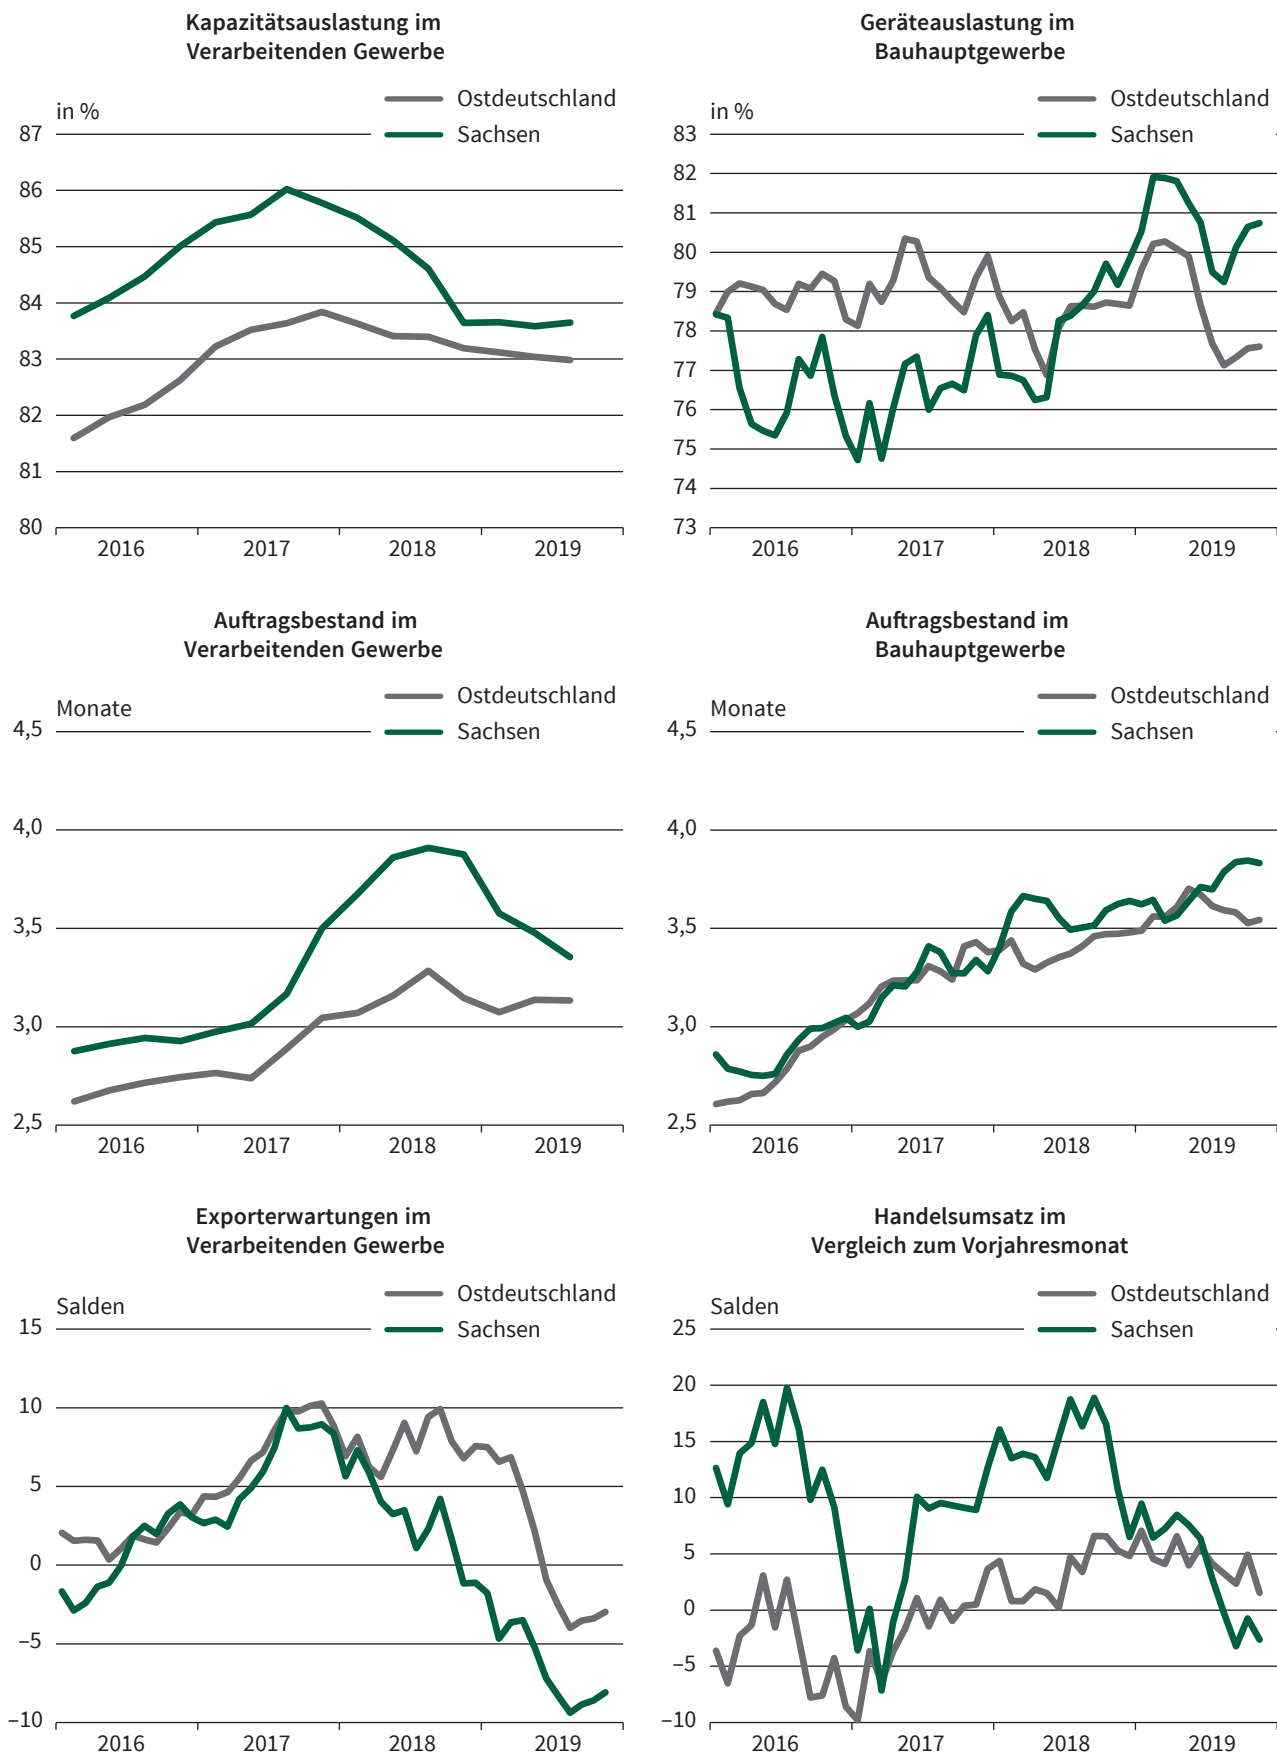 Kapazitätsauslastung im
Verarbeitenden Gewerbe
in %
Ostdeutschland
Sachsen
87
86
85
84
83
82
81
80
2016
2017
2018
2019
Geräteauslastung im
Bauhauptgewerbe
in %
Ostdeutschland
Sachsen
83
82
81
80
79
78
77
76
75
74
73
2016
2017
2018
2019
Auftragsbestand im
Verarbeitenden Gewerbe
Monate
Ostdeutschland
Sachsen
4,5
4,0
3,5
3,0
2,5
2016
2017
2018
2019
Auftragsbestand im
Bauhauptgewerbe
Monate
Ostdeutschland
Sachsen
4,5
4,0
3,5
3,0
2,5
2016
2017
2018
2019
Exporterwartungen im
Verarbeitenden Gewerbe
Salden
Ostdeutschland
Sachsen
15
10
5
0
–5
–10
2016
2017
2018
2019
Handelsumsatz im
Vergleich zum Vorjahresmonat
Salden
Ostdeutschland
Sachsen
25
20
15
10
5
0
–5
–10
2016
2017
2018
2019